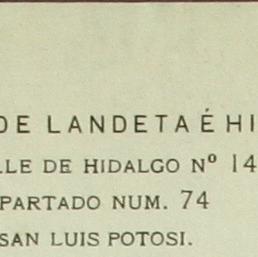 DE LANDETA É HI
LLE DE HIDALGO Nº 14
PARTADO NUM. 74
SAN LUIS POTOSI.